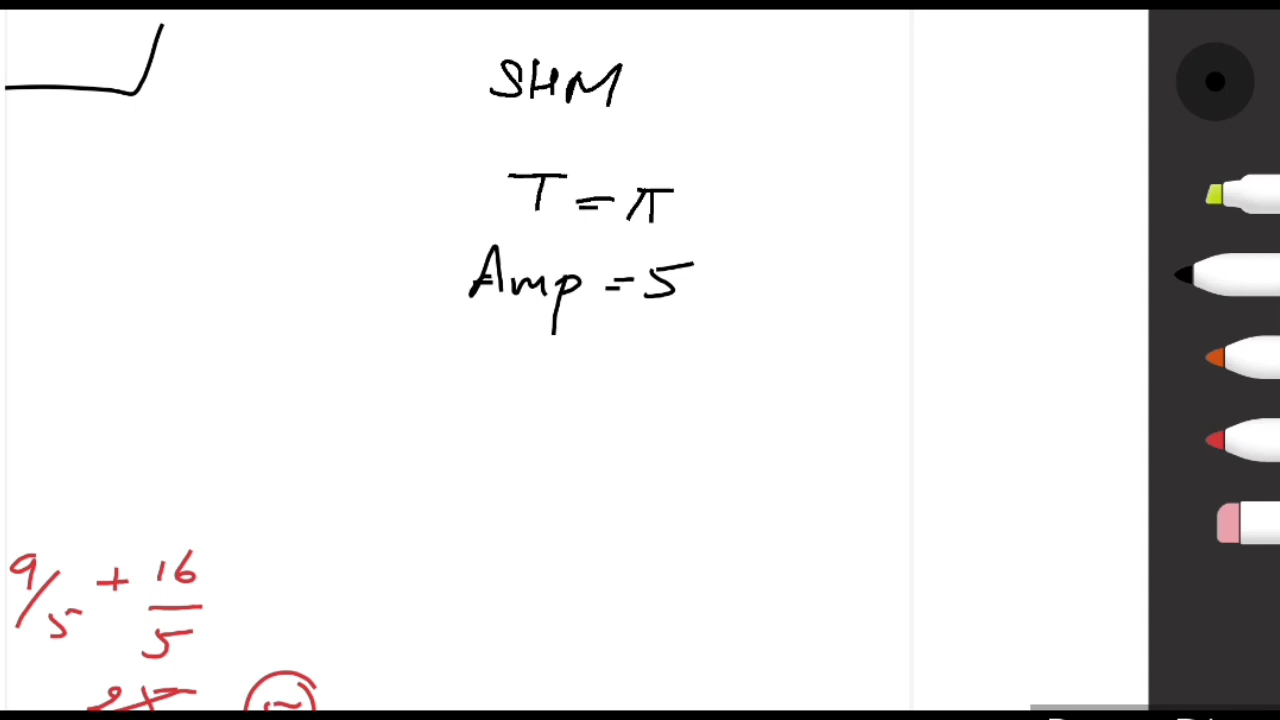 SHM
T = π
Amp = 5
9/5 + 16/5